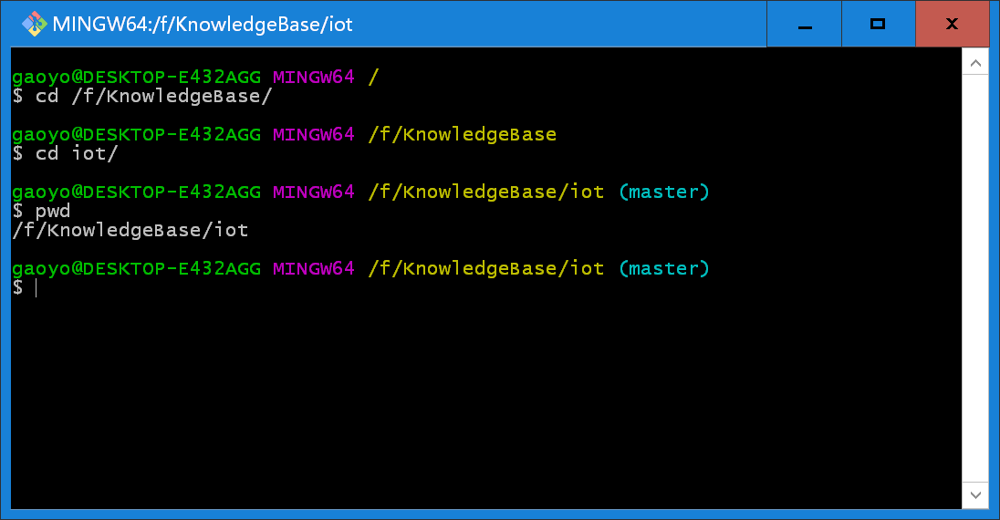 MINGW64:/f/KnowledgeBase/iot
gaoyo@DESKTOP-E432AGG MINGW64 /
$ cd /f/KnowledgeBase/
gaoyo@DESKTOP-E432AGG MINGW64 /f/KnowledgeBase
$ cd iot/
gaoyo@DESKTOP-E432AGG MINGW64 /f/KnowledgeBase/iot (master)
$ pwd
/f/KnowledgeBase/iot
gaoyo@DESKTOP-E432AGG MINGW64 /f/KnowledgeBase/iot (master)
$